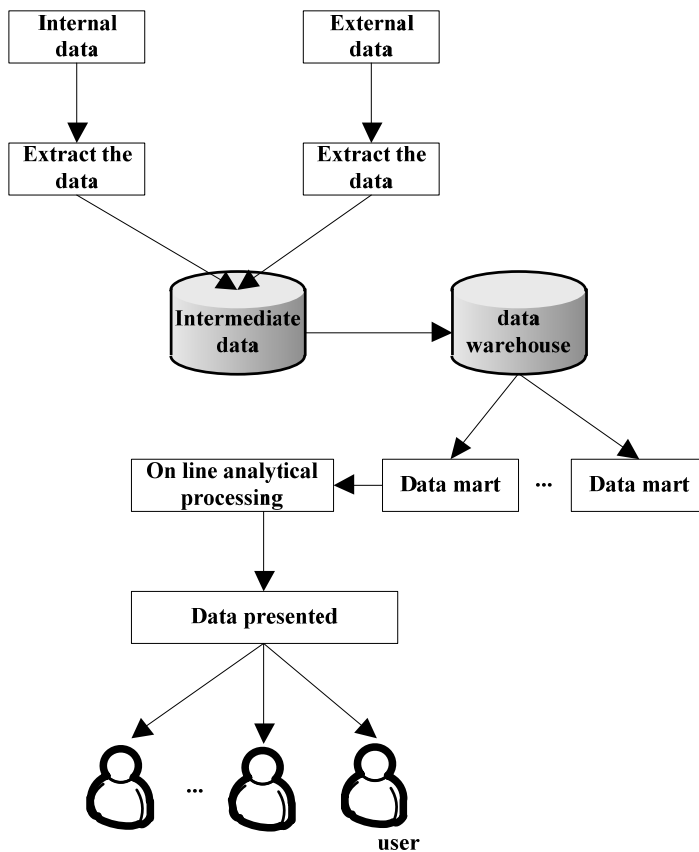 Internal
data
External
data
Extract the
data
Extract the
data
Intermediate
data
data
warehouse
On line analytical
processing
Data mart
...
Data mart
Data presented
...
user